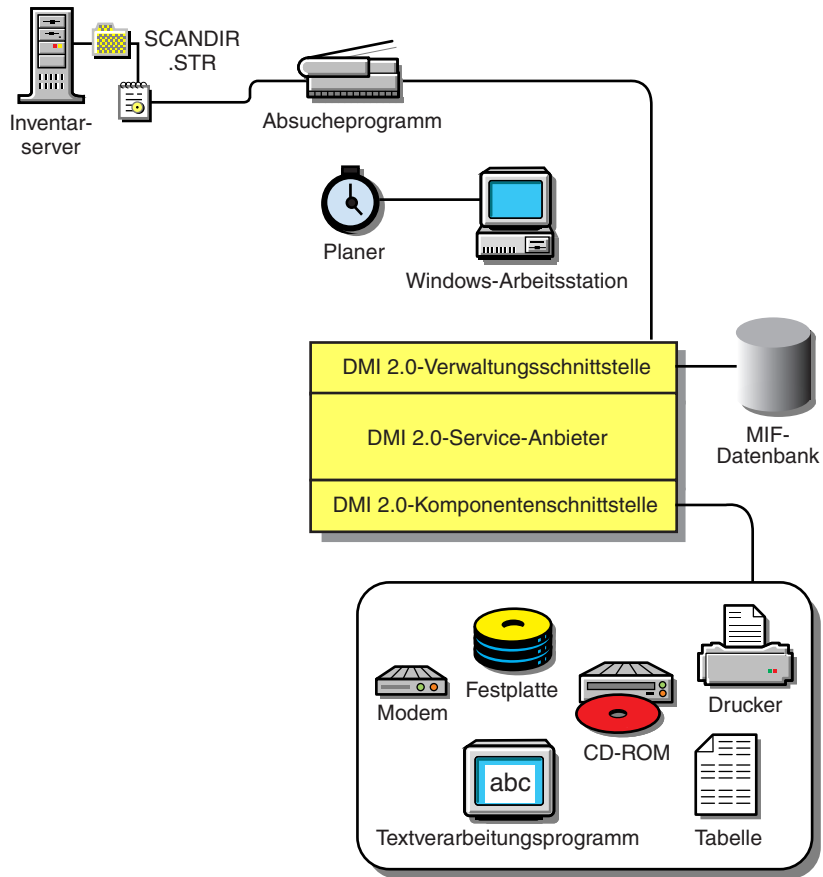 SCANDIR
.STR
Inventar-
server
Absucheprogramm
Planer
Windows-Arbeitsstation
DMI 2.0-Verwaltungsschnittstelle
DMI 2.0-Service-Anbieter
DMI 2.0-Komponentenschnittstelle
MIF-
Datenbank
Modem
Festplatte
CD-ROM
Drucker
abc
Textverarbeitungsprogramm
Tabelle